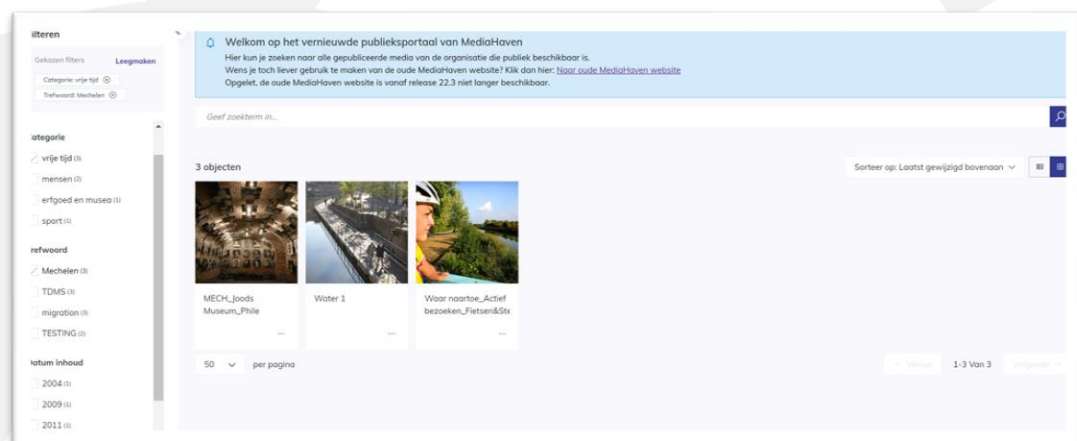 ilteren
Gekozen filters Leegmaken
Categorie: vrije tijd
Trefwoord: Mechelen
ategorie
vrije tijd (3)
mensen (2)
erfgoed en musea (1)
sport (1)
refwoord
Mechelen (3)
TDMS (3)
migration (3)
TESTING (2)
atum inhoud
2004 (1)
2009 (1)
2011 (1)
Welkom op het vernieuwde publieksportaal van MediaHaven
Hier kun je zoeken naar alle gepubliceerde media van de organisatie die publiek beschikbaar is.
Wens je toch liever gebruik te maken van de oude MediaHaven website? Klik dan hier: Naar oude MediaHaven website
Opgelet, de oude MediaHaven website is vanaf release 22.3 niet langer beschikbaar.
Geef zoekterm in...
3 objecten
Sorteer op: Laatst gewijzigd bovenaan
MECH_Joods
Museum_Phile
Water 1
Waar naartoe_Actief
bezoeken_Fietsen&Ste
50 per pagina
← Vorige 1-3 Van 3 Volgende →